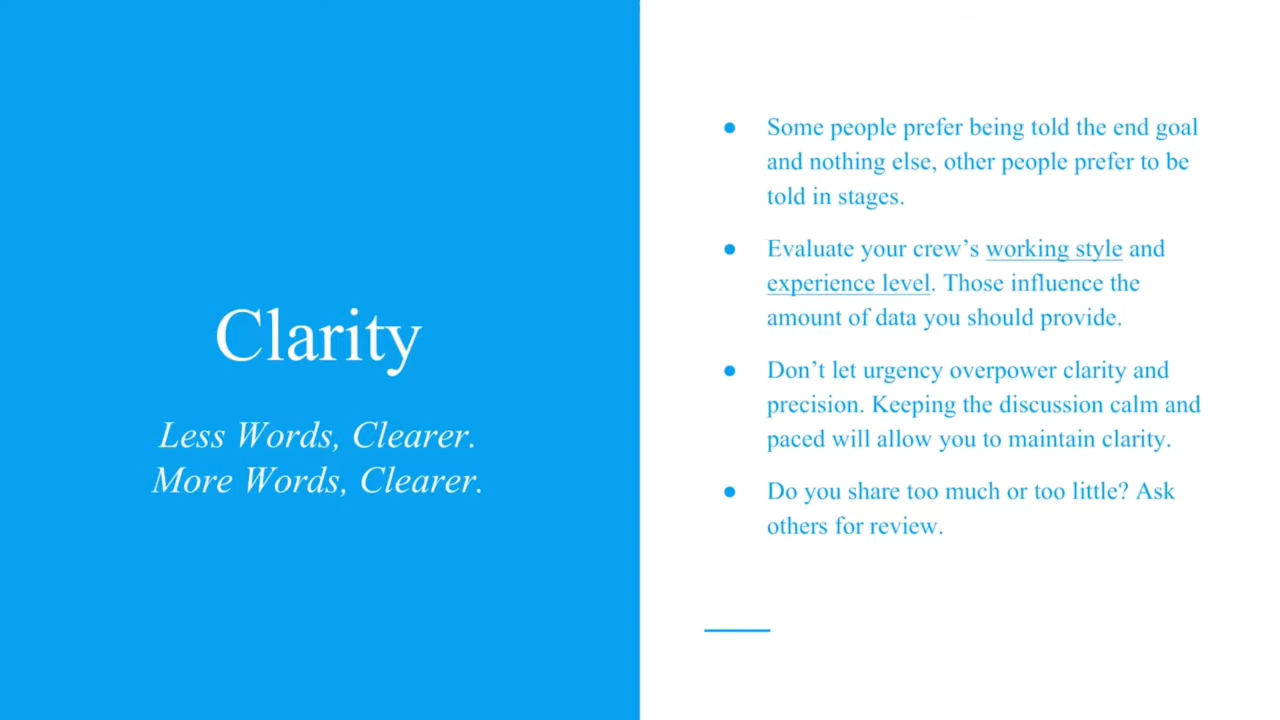 Clarity
Less Words, Clearer.
More Words, Clearer.
● Some people prefer being told the end goal
and nothing else, other people prefer to be
told in stages.
● Evaluate your crew’s working style and
experience level. Those influence the
amount of data you should provide.
● Don’t let urgency overpower clarity and
precision. Keeping the discussion calm and
paced will allow you to maintain clarity.
● Do you share too much or too little? Ask
others for review.